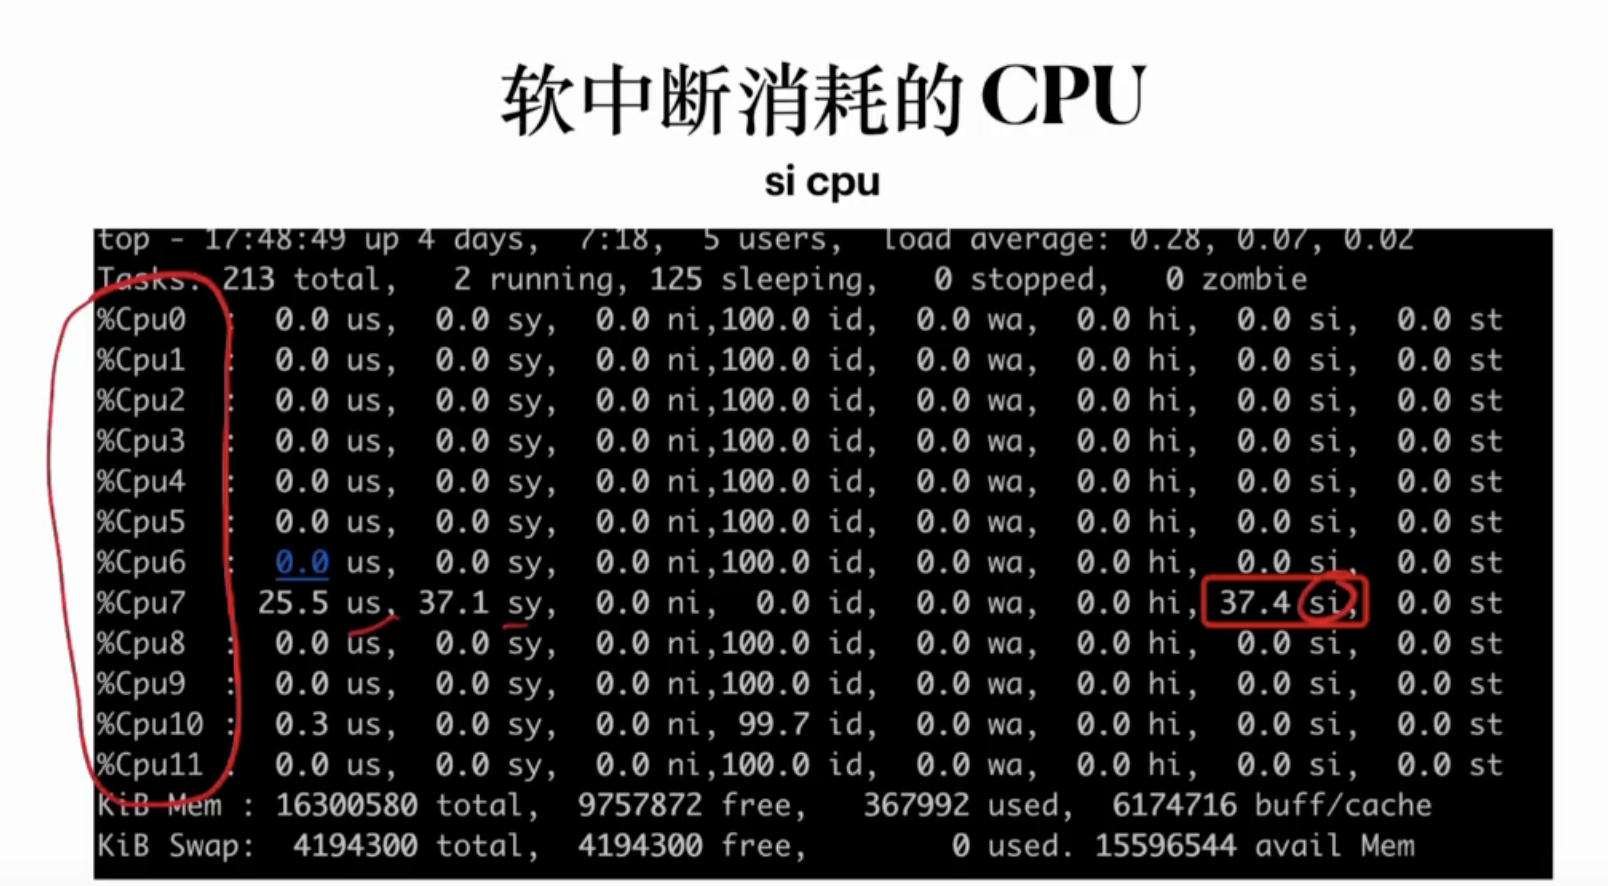 软中断消耗的 CPU
si cpu
top - 17:48:49 up 4 days,  7:18,  5 users,  load average: 0.28, 0.07, 0.02
Tasks: 213 total,   2 running, 125 sleeping,   0 stopped,   0 zombie
%Cpu0  :  0.0 us,  0.0 sy,  0.0 ni,100.0 id,  0.0 wa,  0.0 hi,  0.0 si,  0.0 st
%Cpu1  :  0.0 us,  0.0 sy,  0.0 ni,100.0 id,  0.0 wa,  0.0 hi,  0.0 si,  0.0 st
%Cpu2  :  0.0 us,  0.0 sy,  0.0 ni,100.0 id,  0.0 wa,  0.0 hi,  0.0 si,  0.0 st
%Cpu3  :  0.0 us,  0.0 sy,  0.0 ni,100.0 id,  0.0 wa,  0.0 hi,  0.0 si,  0.0 st
%Cpu4  :  0.0 us,  0.0 sy,  0.0 ni,100.0 id,  0.0 wa,  0.0 hi,  0.0 si,  0.0 st
%Cpu5  :  0.0 us,  0.0 sy,  0.0 ni,100.0 id,  0.0 wa,  0.0 hi,  0.0 si,  0.0 st
%Cpu6  :  0.0 us,  0.0 sy,  0.0 ni,100.0 id,  0.0 wa,  0.0 hi,  0.0 si,  0.0 st
%Cpu7    25.5 us, 37.1 sy,  0.0 ni,  0.0 id,  0.0 wa,  0.0 hi, 37.4 si,  0.0 st
%Cpu8  :  0.0 us,  0.0 sy,  0.0 ni,100.0 id,  0.0 wa,  0.0 hi,  0.0 si,  0.0 st
%Cpu9  :  0.0 us,  0.0 sy,  0.0 ni,100.0 id,  0.0 wa,  0.0 hi,  0.0 si,  0.0 st
%Cpu10 :  0.3 us,  0.0 sy,  0.0 ni, 99.7 id,  0.0 wa,  0.0 hi,  0.0 si,  0.0 st
%Cpu11 :  0.0 us,  0.0 sy,  0.0 ni,100.0 id,  0.0 wa,  0.0 hi,  0.0 si,  0.0 st
KiB Mem : 16300580 total,  9757872 free,   367992 used,  6174716 buff/cache
KiB Swap:  4194300 total,  4194300 free,        0 used. 15596544 avail Mem